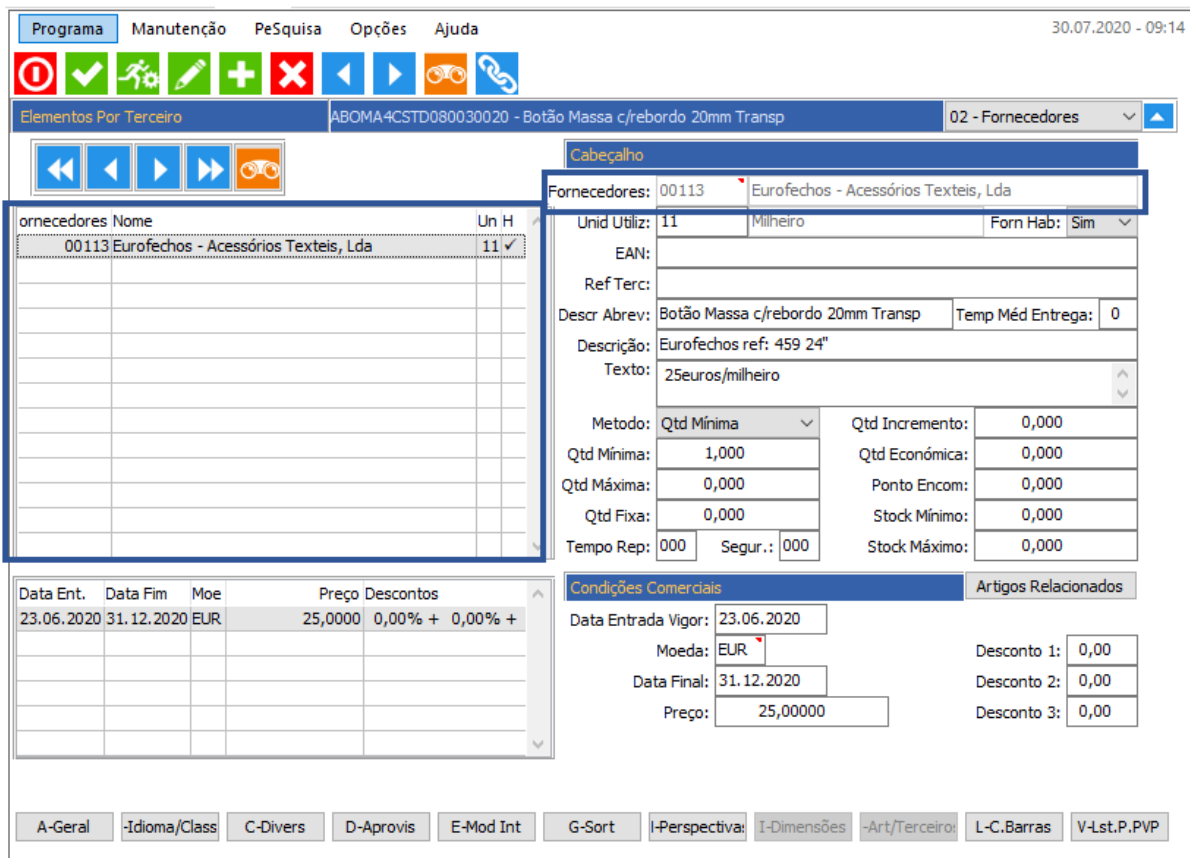 Programa Manutenção PeSquisa Opções Ajuda 30.07.2020 - 09:14
Elementos Por Terceiro ABOMA4CSTD080030020 - Botão Massa c/rebordo 20mm Transp 02 - Fornecedores
Cabeçalho
Fornecedores: 00113 Eurofechos - Acessórios Texteis, Lda
ornecedores Nome Un H
00113 Eurofechos - Acessórios Texteis, Lda 11 ✓
Unid Utiliz: 11 Milheiro Forn Hab: Sim
EAN:
Ref Terc:
Descr Abrev: Botão Massa c/rebordo 20mm Transp Temp Méd Entrega: 0
Descrição: Eurofechos ref: 459 24"
Texto: 25euros/milheiro
Metodo: Qtd Mínima Qtd Incremento: 0,000
Qtd Mínima: 1,000 Qtd Económica: 0,000
Qtd Máxima: 0,000 Ponto Encom: 0,000
Qtd Fixa: 0,000 Stock Mínimo: 0,000
Tempo Rep: 000 Segur.: 000 Stock Máximo: 0,000
Data Ent. Data Fim Moe Preço Descontos
23.06.2020 31.12.2020 EUR 25,0000 0,00% + 0,00% +
Condições Comerciais Artigos Relacionados
Data Entrada Vigor: 23.06.2020
Moeda: EUR Desconto 1: 0,00
Data Final: 31.12.2020 Desconto 2: 0,00
Preço: 25,00000 Desconto 3: 0,00
A-Geral -Idioma/Class C-Divers D-Aprovis E-Mod Int G-Sort I-Perspectiva: I-Dimensões -Art/Terceiro: L-C.Barras V-Lst.P.PVP